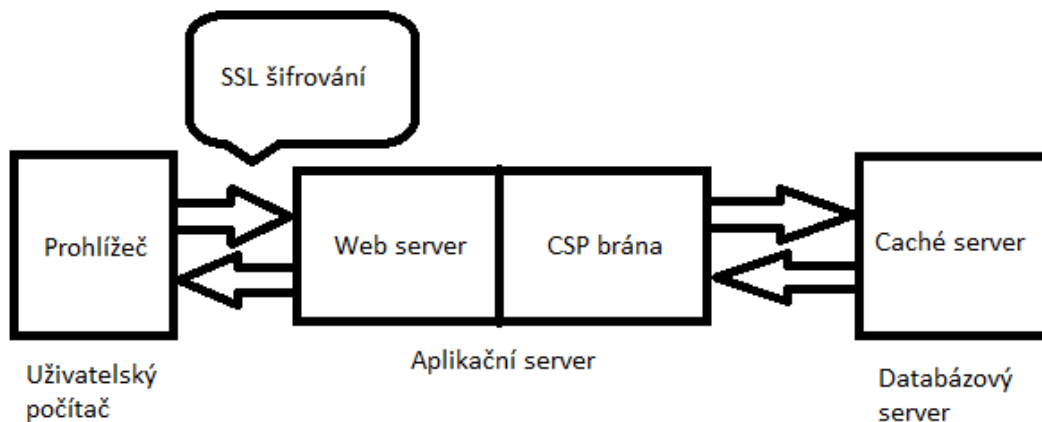 SSL šifrování
Prohlížeč
Web server
CSP brána
Caché server
Uživatelský
počítač
Aplikační server
Databázový
server